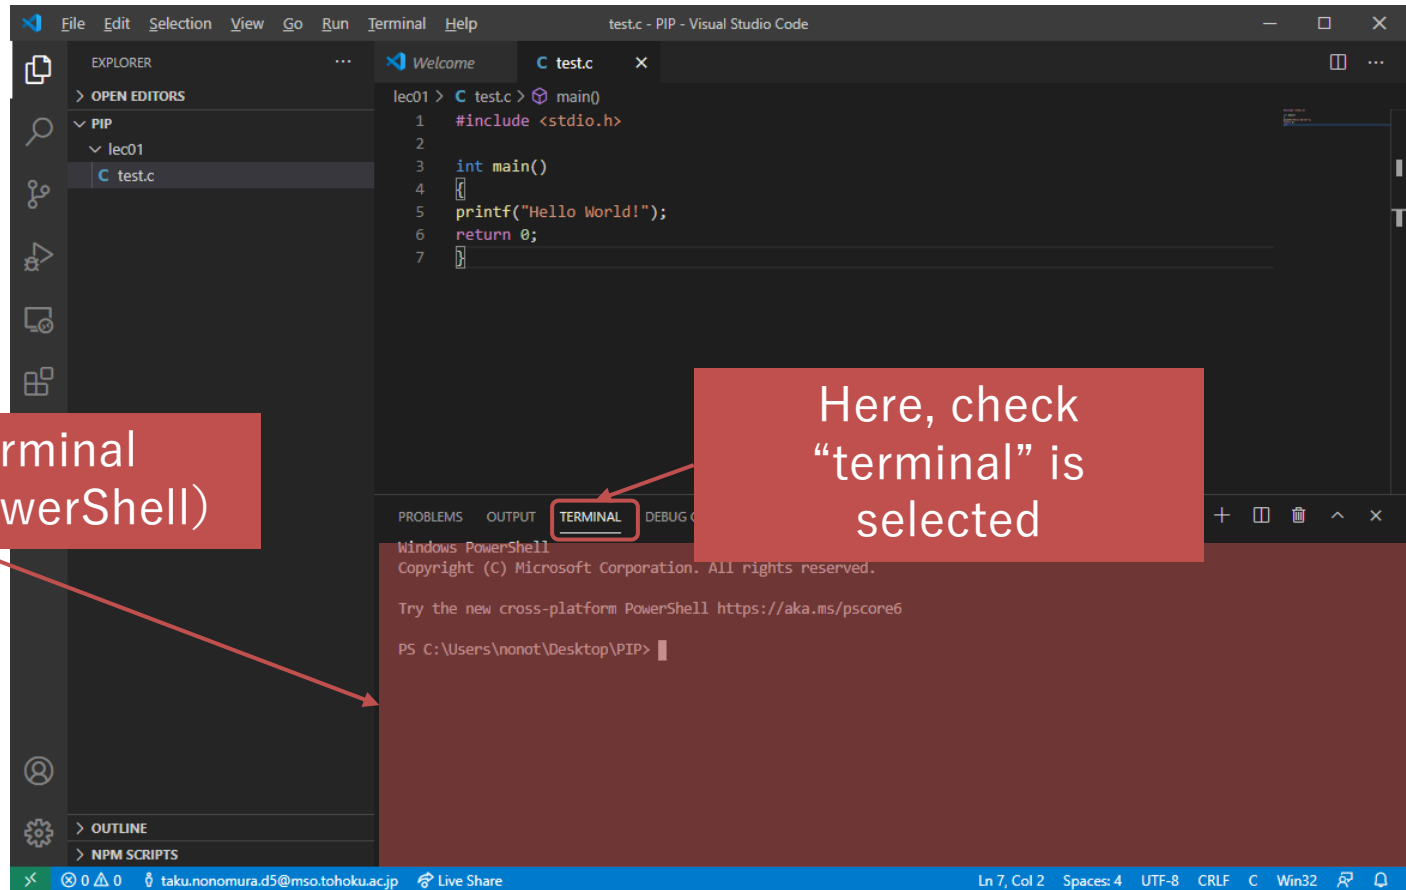 File Edit Selection View Go Run Terminal Help test.c - PIP - Visual Studio Code
EXPLORER
Welcome
C test.c
OPEN EDITORS
lec01 > C test.c > main()
PIP
lec01
C test.c
1 #include <stdio.h>
2
3 int main()
4 {
5 printf("Hello World!");
6 return 0;
7 }
Here, check
“terminal” is
selected
rminal
werShell)
PROBLEMS OUTPUT TERMINAL DEBUG
Windows PowerShell
Copyright (C) Microsoft Corporation. All rights reserved.
Try the new cross-platform PowerShell https://aka.ms/pscore6
PS C:\Users\nonot\Desktop\PIP>
OUTLINE
NPM SCRIPTS
0 0 taku.nonomura.d5@mso.tohoku.ac.jp Live Share Ln 7, Col 2 Spaces: 4 UTF-8 CRLF C Win32